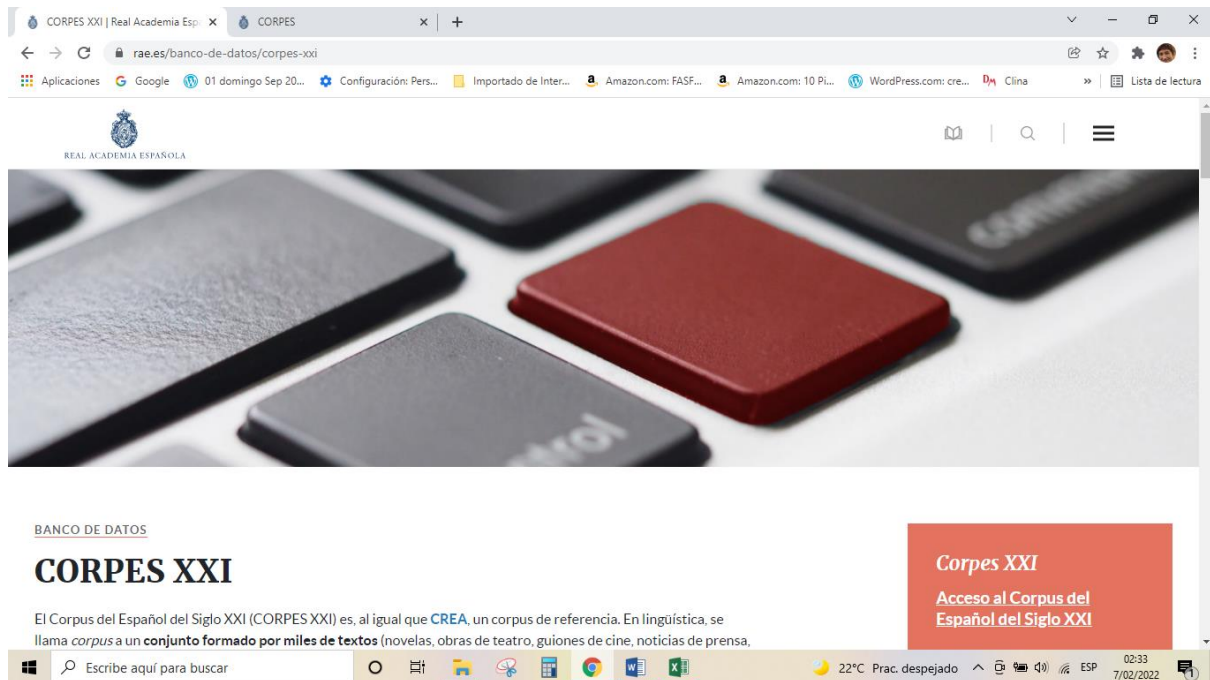 CORPES XXI | Real Academia Esp
CORPES
rae.es/banco-de-datos/corpes-xxi
Aplicaciones Google 01 domingo Sep 20... Configuración: Pers... Importado de Inter... Amazon.com: FASF... Amazon.com: 10 Pi... WordPress.com: cre... DM Clina » Lista de lectura
REAL ACADEMIA ESPAÑOLA
control
BANCO DE DATOS
CORPES XXI
El Corpus del Español del Siglo XXI (CORPES XXI) es, al igual que CREA, un corpus de referencia. En lingüística, se
llama corpus a un conjunto formado por miles de textos (novelas, obras de teatro, guiones de cine, noticias de prensa,
Corpes XXI
Acceso al Corpus del
Español del Siglo XXI
Escribe aquí para buscar
22°C Prac. despejado
ESP
02:33
7/02/2022